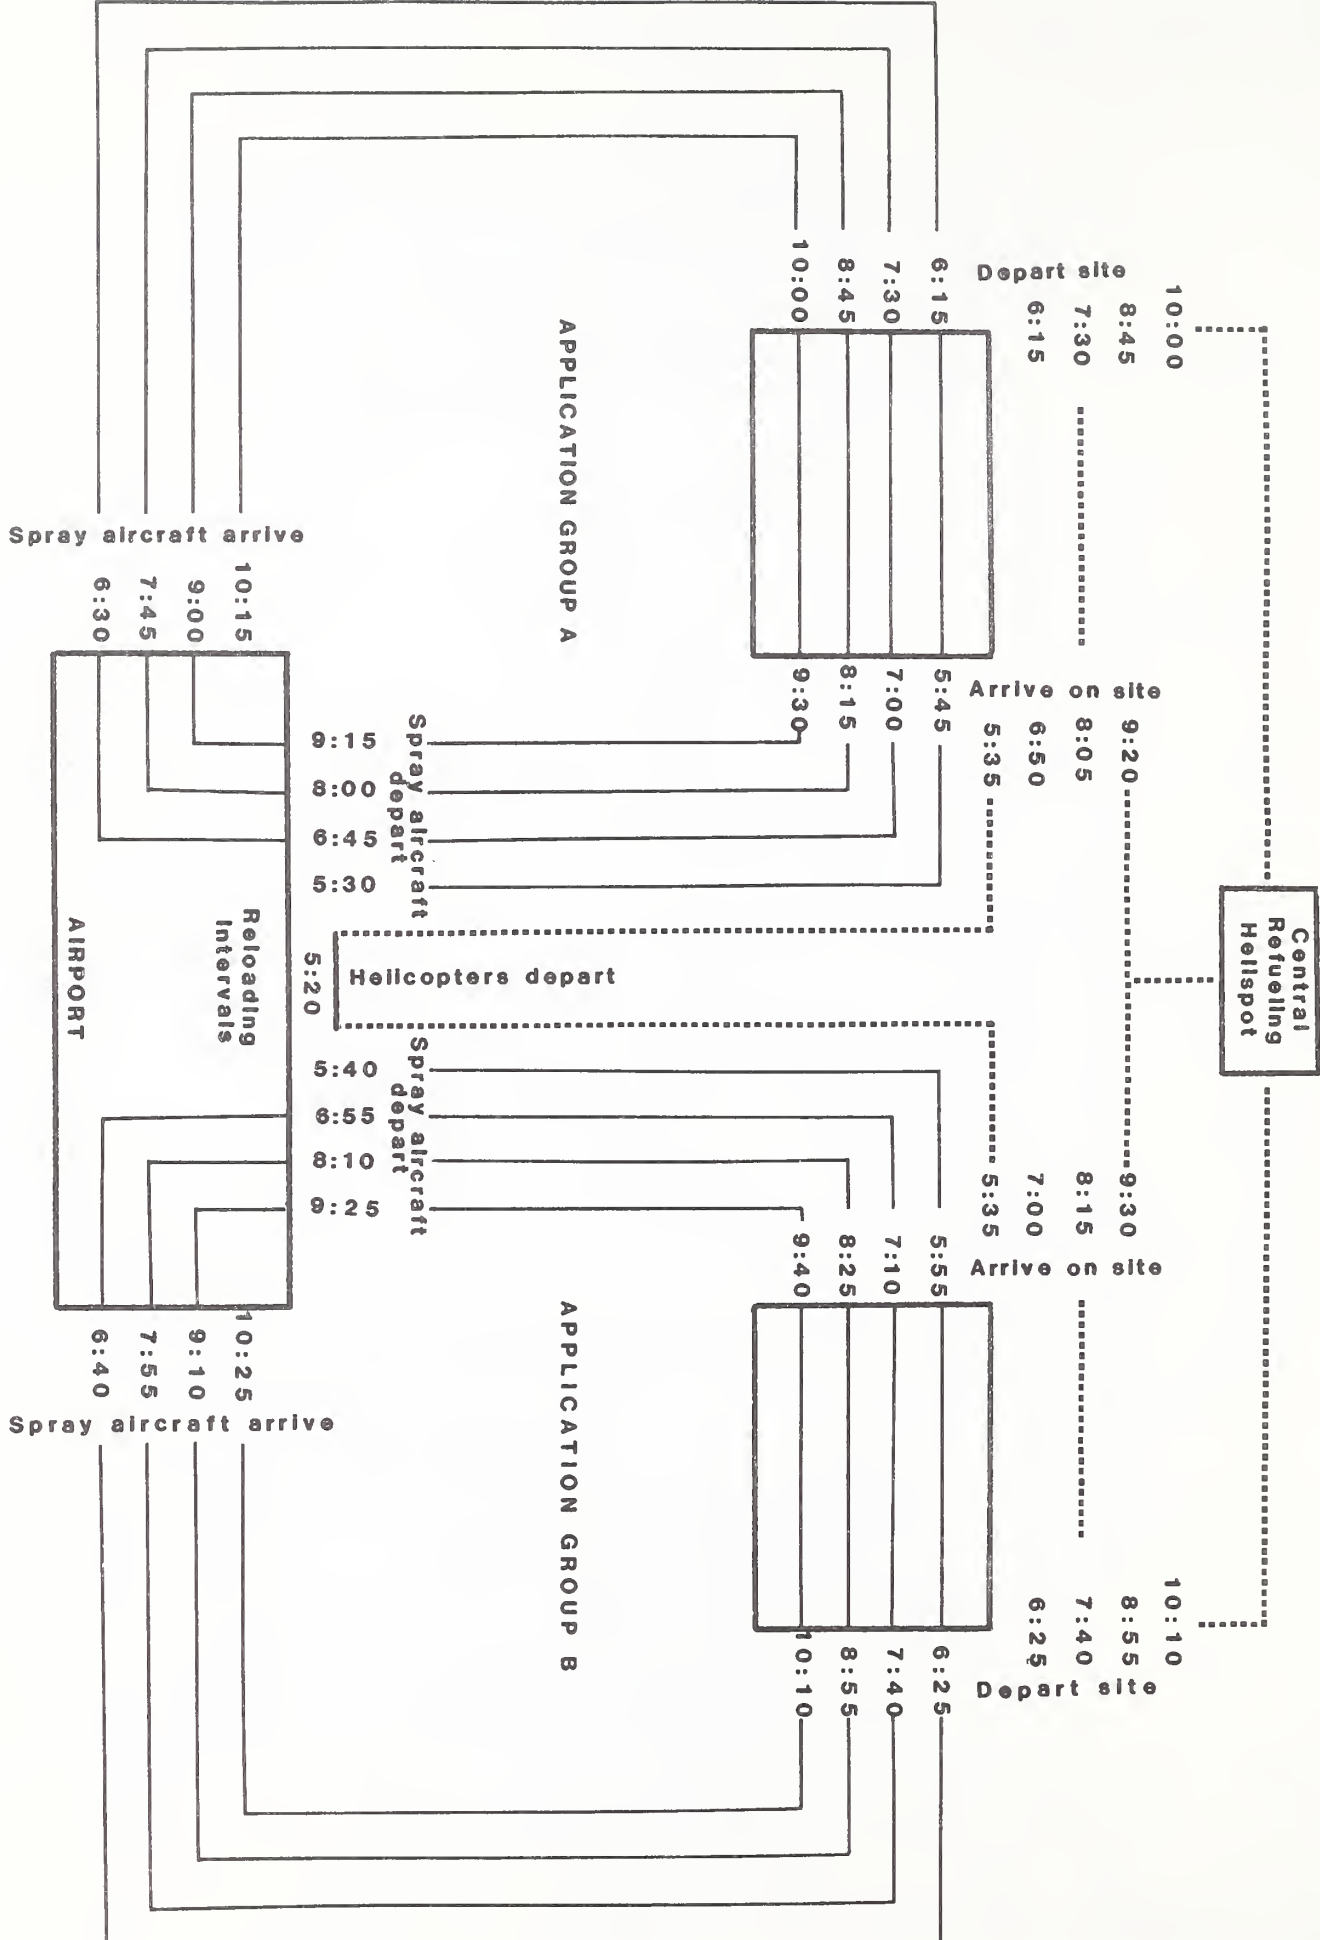 Central
Refueling
Helispot
10:00
8:45
7:30
6:15
Depart site
9:20
8:05
6:50
5:35
Arrive on site
9:30
8:15
7:00
5:35
Arrive on site
10:10
8:55
7:40
6:25
Depart site
6:15
7:30
8:45
10:00
5:45
7:00
8:15
9:30
5:55
7:10
8:25
9:40
6:25
7:40
8:55
10:10
APPLICATION GROUP A
APPLICATION GROUP B
Spray aircraft
depart
9:15
8:00
6:45
5:30
Helicopters depart
5:20
Spray aircraft
depart
5:40
6:55
8:10
9:25
Spray aircraft arrive
10:15
9:00
7:45
6:30
Reloading
Intervals
AIRPORT
10:25
9:10
7:55
6:40
Spray aircraft arrive